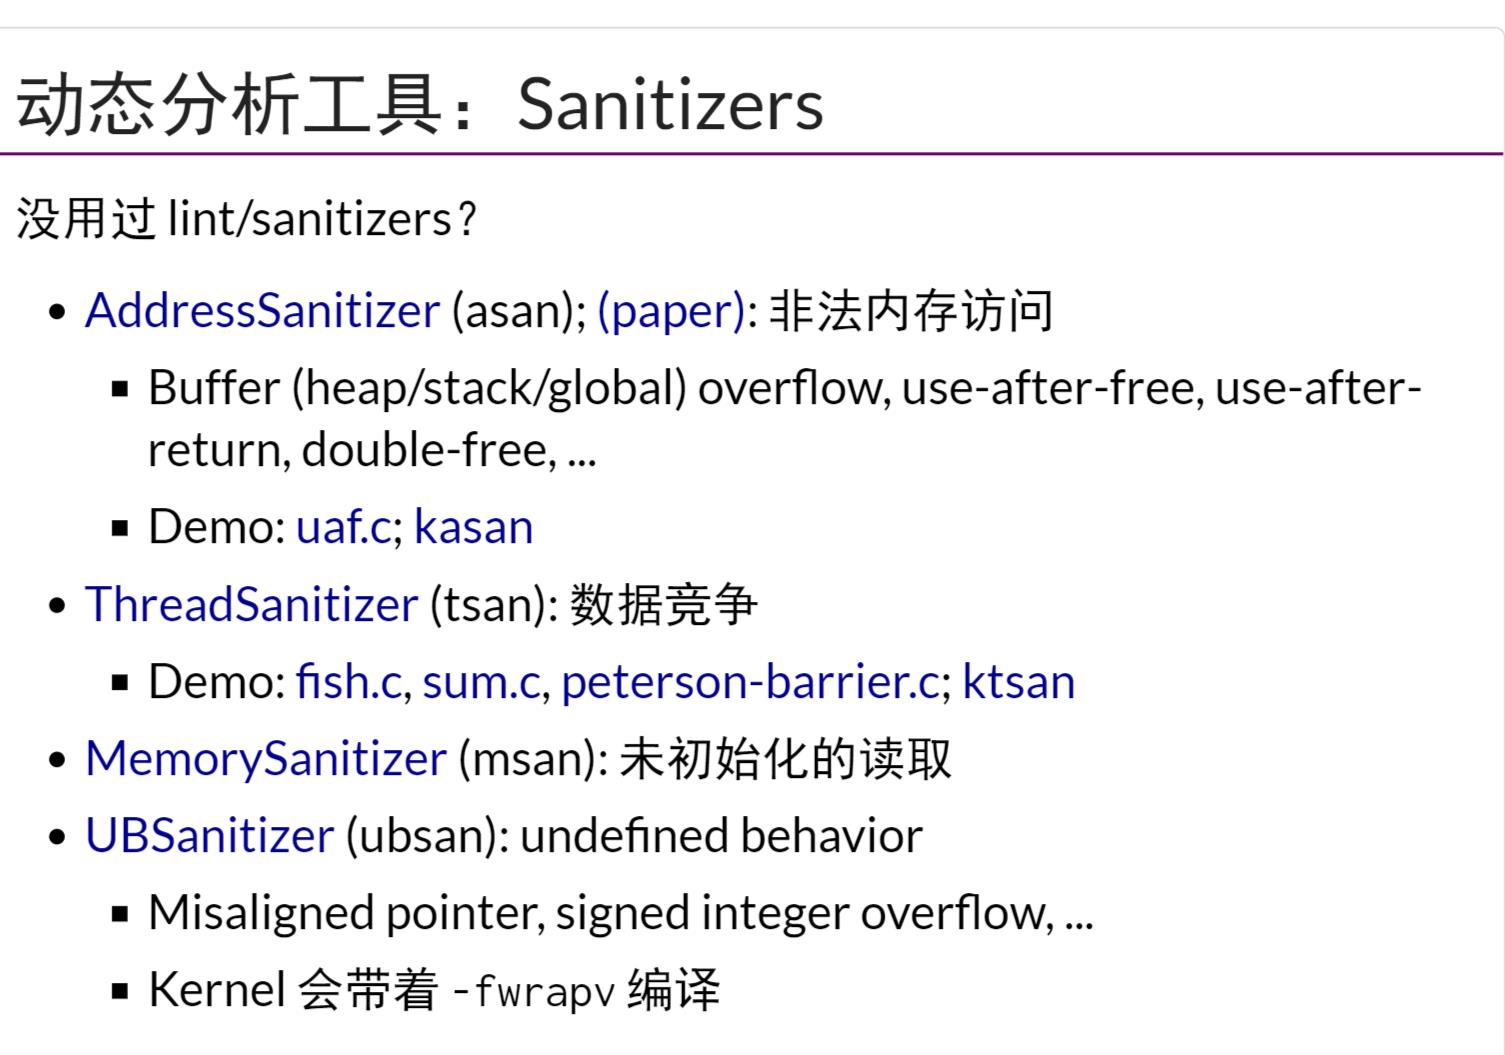 动态分析工具：Sanitizers
没用过 lint/sanitizers？
• AddressSanitizer (asan); (paper): 非法内存访问
▪ Buffer (heap/stack/global) overflow, use-after-free, use-after-
return, double-free, ...
▪ Demo: uaf.c; kasan
• ThreadSanitizer (tsan): 数据竞争
▪ Demo: fish.c, sum.c, peterson-barrier.c; ktsan
• MemorySanitizer (msan): 未初始化的读取
• UBSanitizer (ubsan): undefined behavior
▪ Misaligned pointer, signed integer overflow, ...
▪ Kernel 会带着 -fwrapv 编译